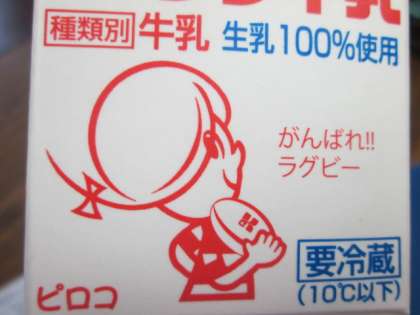 種類別 牛乳 生乳100%使用
がんばれ!!
ラグビー
要冷蔵
(10℃以下)
ピロコ